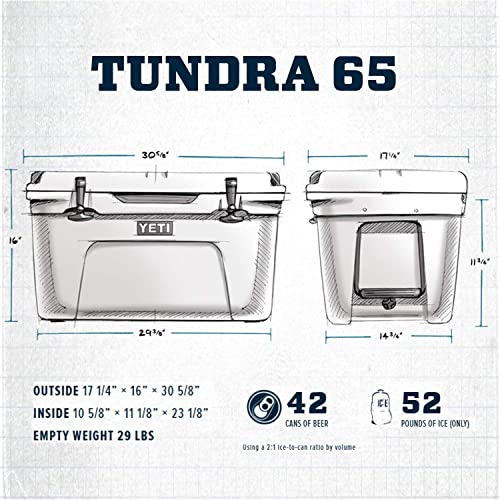 TUNDRA 65
30 5/8"
17 1/4"
16"
YETI
11 3/4"
29 3/8"
14 3/4"
OUTSIDE 17 1/4” × 16” × 30 5/8”
INSIDE 10 5/8” × 11 1/8” × 23 1/8”
EMPTY WEIGHT 29 LBS
42
CANS OF BEER
ICE
52
POUNDS OF ICE (ONLY)
Using a 2:1 ice-to-can ratio by volume